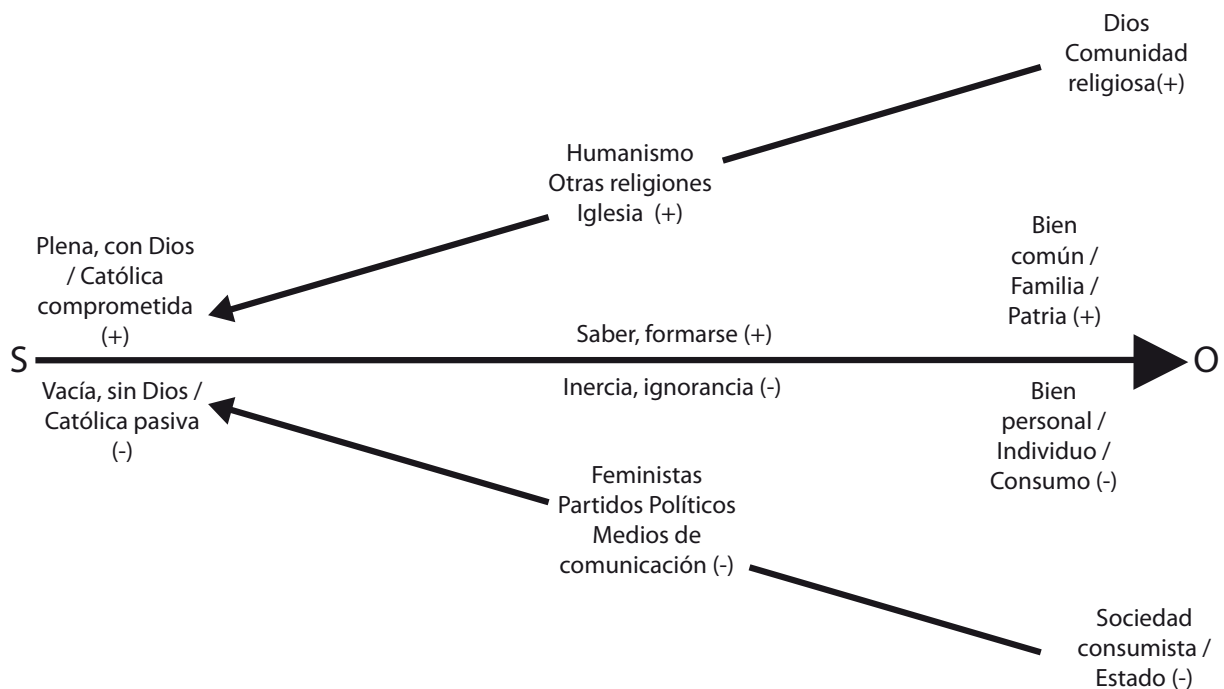 Dios
Comunidad
religiosa(+)
Humanismo
Otras religiones
Iglesia (+)
Plena, con Dios
/ Católica
comprometida
(+)
Bien
común /
Familia /
Patria (+)
Saber, formarse (+)
S
O
Inercia, ignorancia (-)
Vacía, sin Dios /
Católica pasiva
(-)
Bien
personal /
Individuo /
Consumo (-)
Feministas
Partidos Políticos
Medios de
comunicación (-)
Sociedad
consumista /
Estado (-)